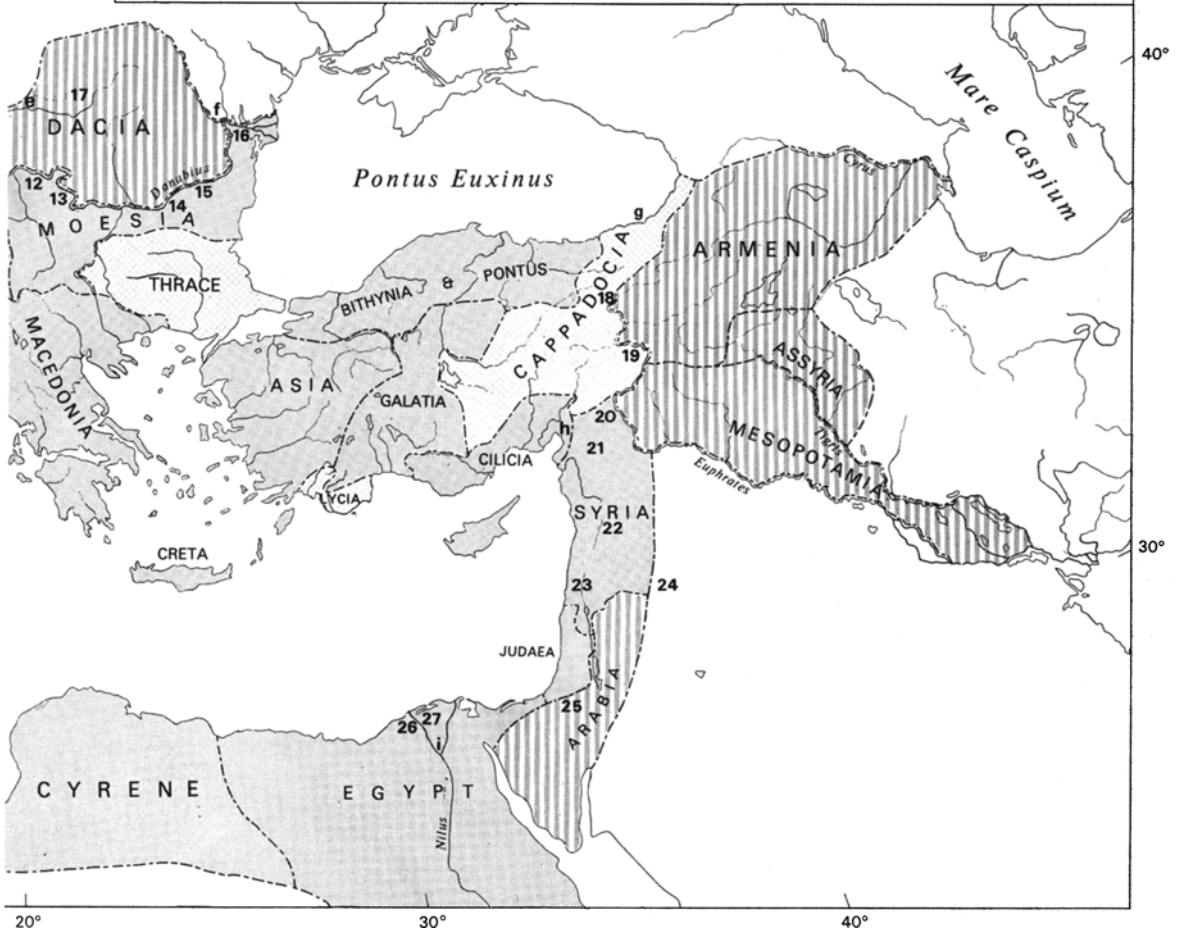 40°
Mare Caspium
e
17
f
DACIA
16
Cyrus
12
c
13
Danubius
15
14
Pontus Euxinus
g
MOESIA
ARMENIA
THRACE
BITHYNIA & PONTUS
CAPPADOCIA
18
MACEDONIA
19
ASSYRIA
ASIA
GALATIA
20
h
21
Tigris
MESOPOTAMIA
CILICIA
Euphrates
LYCIA
SYRIA
22
30°
CRETA
23
24
JUDAEA
25
ARABIA
26
27
i
CYRENE
EGYPT
Nilus
20°
30°
40°